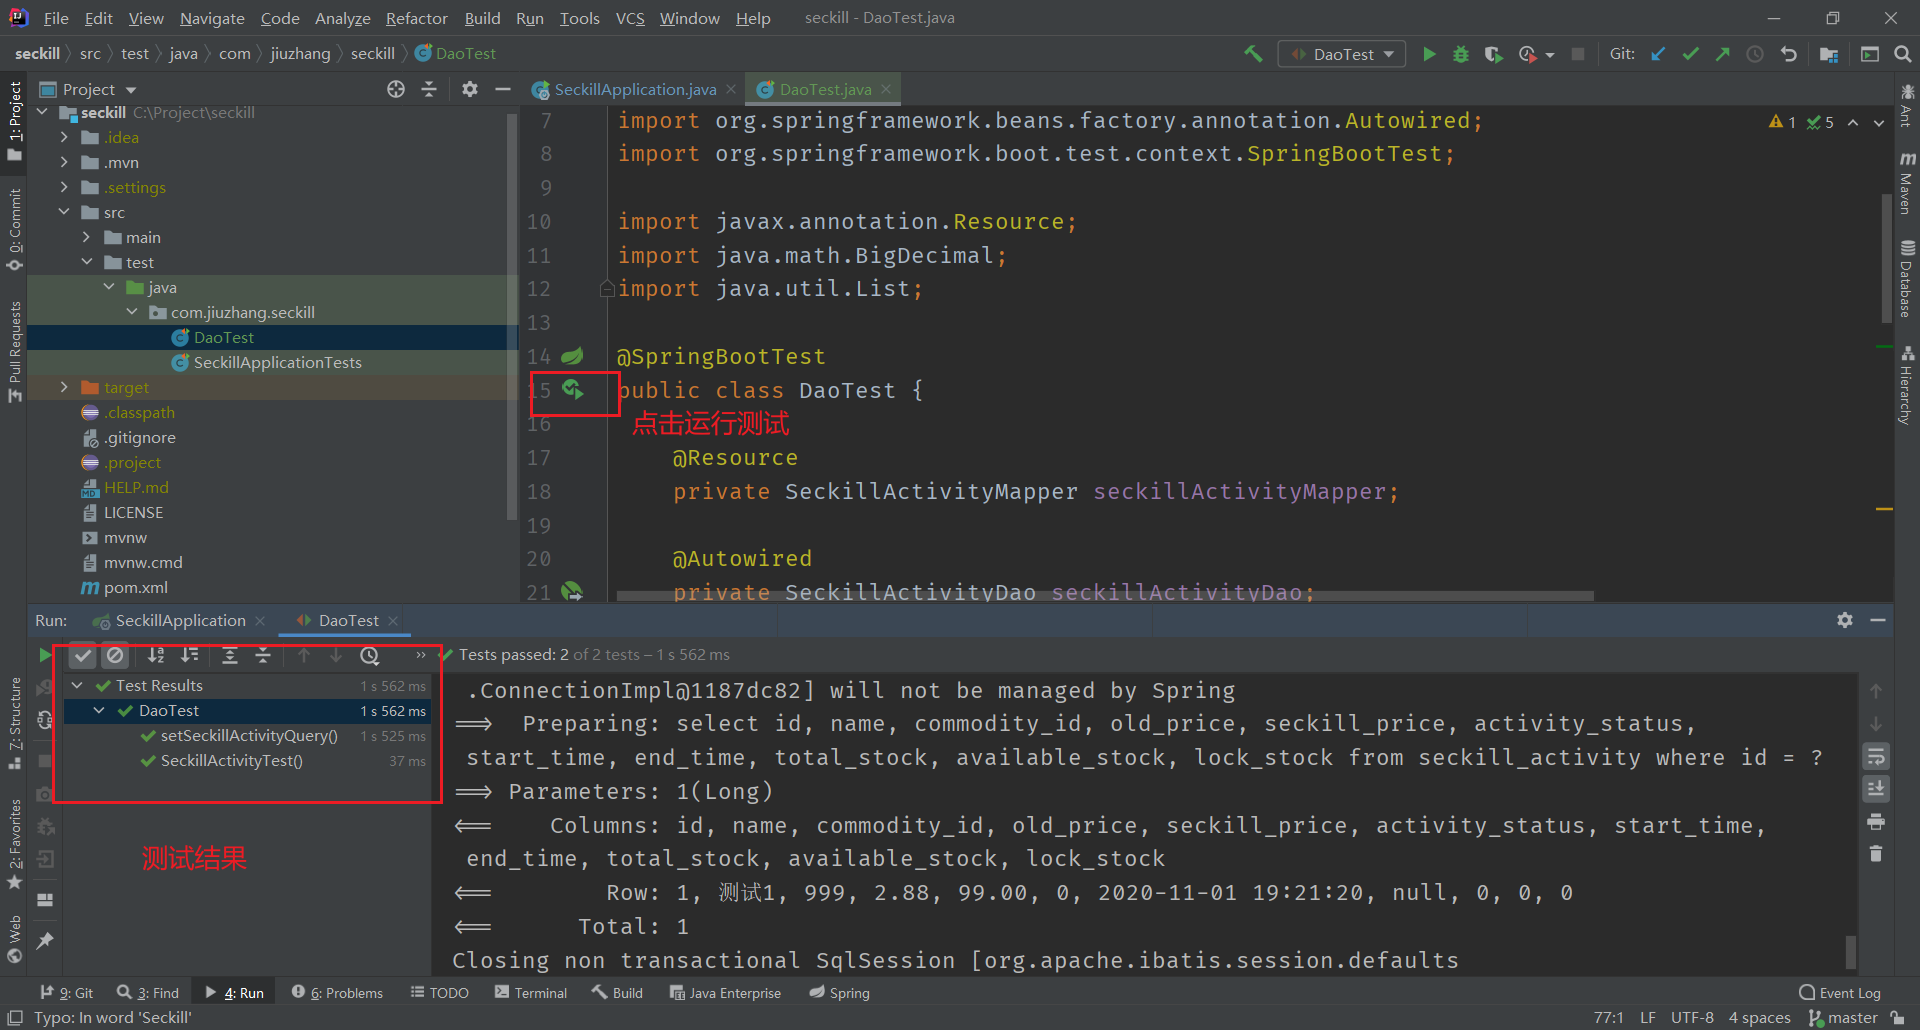 File Edit View Navigate Code Analyze Refactor Build Run Tools VCS Window Help seckill - DaoTest.java
seckill src test java com jiuzhang seckill DaoTest
DaoTest
Git:
1: Project
0: Commit
Pull Requests
7: Structure
2: Favorites
Web
Project
seckill C:\Project\seckill
.idea
.mvn
.settings
src
main
test
java
com.jiuzhang.seckill
DaoTest
SeckillApplicationTests
target
.classpath
.gitignore
.project
HELP.md
LICENSE
mvnw
mvnw.cmd
pom.xml
SeckillApplication.java DaoTest.java
1 5
7 import org.springframework.beans.factory.annotation.Autowired;
8 import org.springframework.boot.test.context.SpringBootTest;
9
10 import javax.annotation.Resource;
11 import java.math.BigDecimal;
12 import java.util.List;
13
14 @SpringBootTest
15 public class DaoTest {
16 点击运行测试
17 @Resource
18 private SeckillActivityMapper seckillActivityMapper;
19
20 @Autowired
21 private SeckillActivityDao seckillActivityDao;
Ant
Maven
Database
Hierarchy
Run: SeckillApplication DaoTest
Tests passed: 2 of 2 tests – 1 s 562 ms
Test Results 1 s 562 ms
DaoTest 1 s 562 ms
setSeckillActivityQuery() 1 s 525 ms
SeckillActivityTest() 37 ms
测试结果
.ConnectionImpl@1187dc82] will not be managed by Spring
==> Preparing: select id, name, commodity_id, old_price, seckill_price, activity_status,
start_time, end_time, total_stock, available_stock, lock_stock from seckill_activity where id = ?
==> Parameters: 1(Long)
<== Columns: id, name, commodity_id, old_price, seckill_price, activity_status, start_time,
end_time, total_stock, available_stock, lock_stock
<== Row: 1, 测试1, 999, 2.88, 99.00, 0, 2020-11-01 19:21:20, null, 0, 0, 0
<== Total: 1
Closing non transactional SqlSession [org.apache.ibatis.session.defaults
9: Git 3: Find 4: Run 6: Problems TODO Terminal Build Java Enterprise Spring Event Log
Typo: In word 'Seckill' 77:1 LF UTF-8 4 spaces master